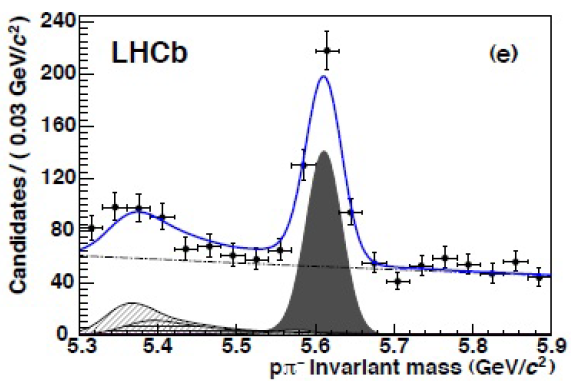 240
200
160
120
80
40
0
Candidates / ( 0.03 GeV/c²)
LHCb (e)
5.3 5.4 5.5 5.6 5.7 5.8 5.9
pπ⁻ Invariant mass (GeV/c²)